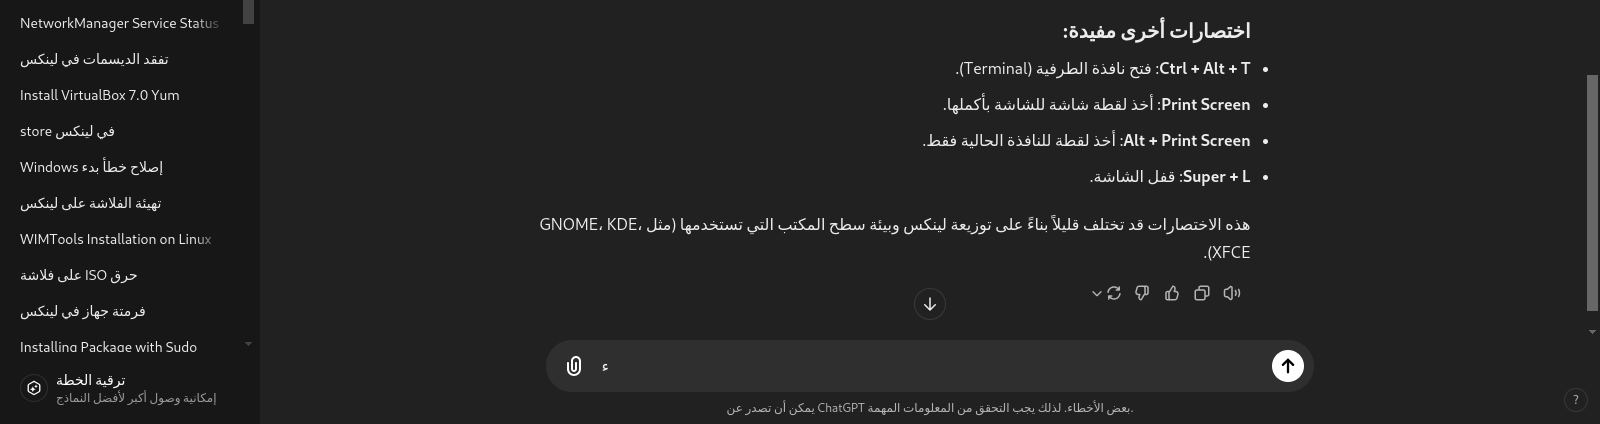 NetworkManager Service Status
تفقد الديسمات في لينكس
Install VirtualBox 7.0 Yum
store في لينكس
إصلاح خطأ بدء Windows
تهيئة الفلاشة على لينكس
WIMTools Installation on Linux
حرق ISO على فلاشة
فرمتة جهاز في لينكس
Installing Package with Sudo
ترقية الخطة
إمكانية وصول أكبر لأفضل النماذج
اختصارات أخرى مفيدة:
Ctrl + Alt + T: فتح نافذة الطرفية (Terminal).
Print Screen: أخذ لقطة شاشة للشاشة بأكملها.
Alt + Print Screen: أخذ لقطة للنافذة الحالية فقط.
Super + L: قفل الشاشة.
هذه الاختصارات قد تختلف قليلاً بناءً على توزيعة لينكس وبيئة سطح المكتب التي تستخدمها (مثل GNOME، KDE،
XFCE).
ء
يمكن أن تصدر عن ChatGPT بعض الأخطاء. لذلك يجب التحقق من المعلومات المهمة.
?